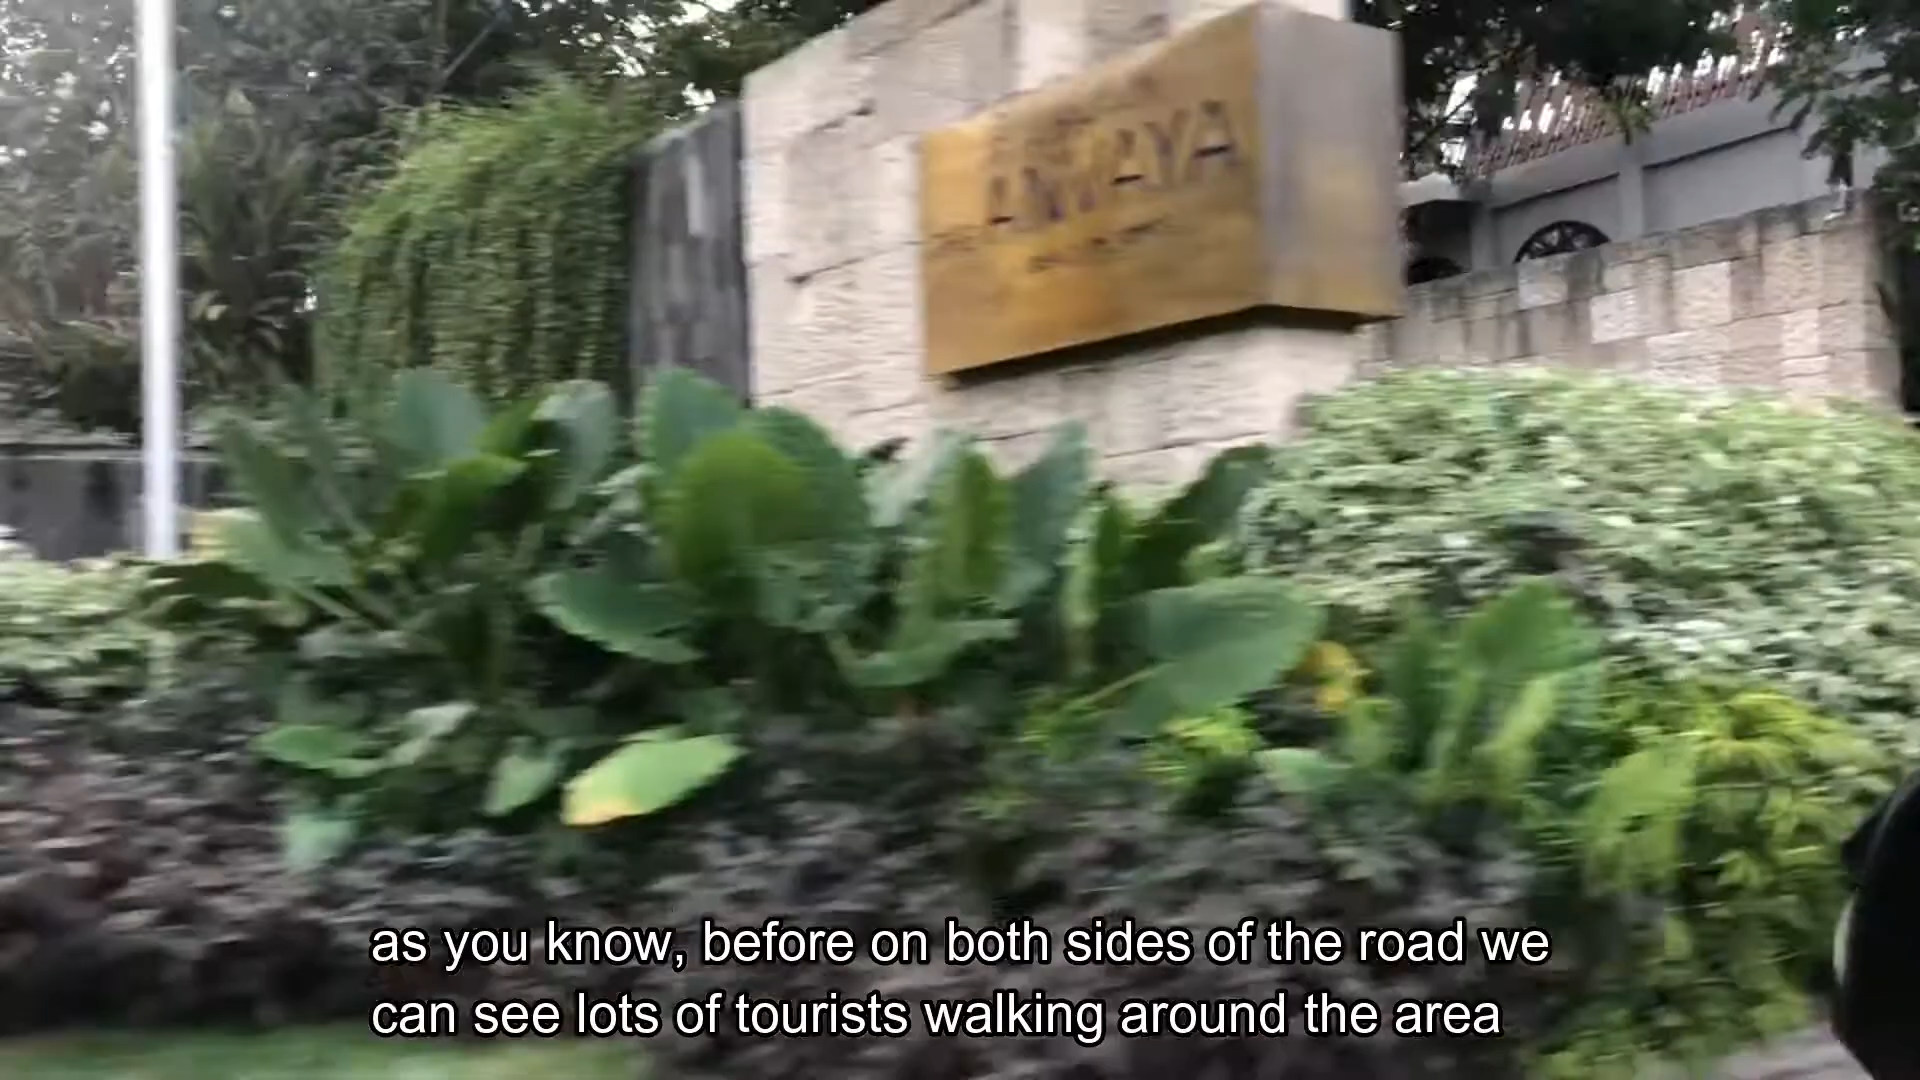 ANVAYA
as you know, before on both sides of the road we
can see lots of tourists walking around the area